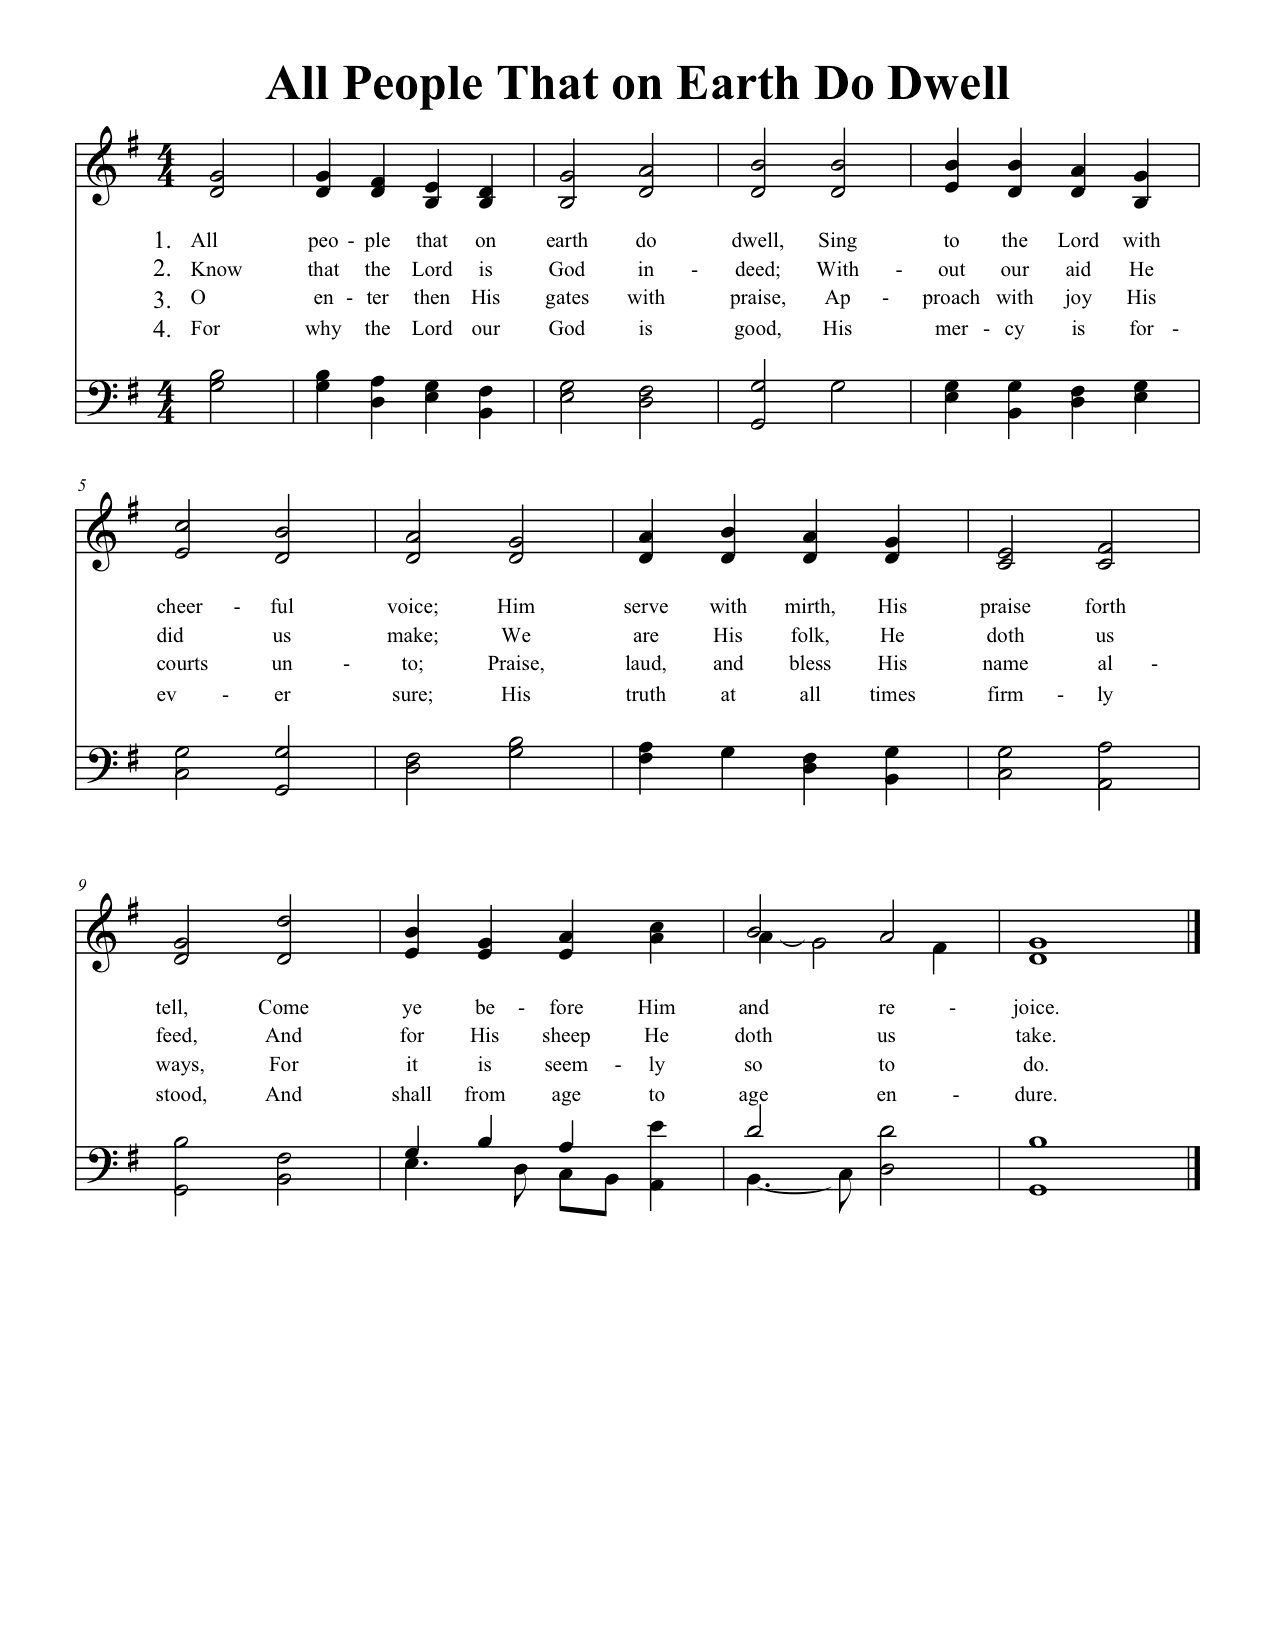 All People That on Earth Do Dwell
4 4
1. All peo - ple that on earth do dwell, Sing to the Lord with
2. Know that the Lord is God in - deed; With - out our aid He
3. O en - ter then His gates with praise, Ap - proach with joy His
4. For why the Lord our God is good, His mer - cy is for -
4 4
5
cheer - ful voice; Him serve with mirth, His praise forth
did us make; We are His folk, He doth us
courts un - to; Praise, laud, and bless His name al -
ev - er sure; His truth at all times firm - ly
9
tell, Come ye be - fore Him and re - joice.
feed, And for His sheep He doth us take.
ways, For it is seem - ly so to do.
stood, And shall from age to age en - dure.